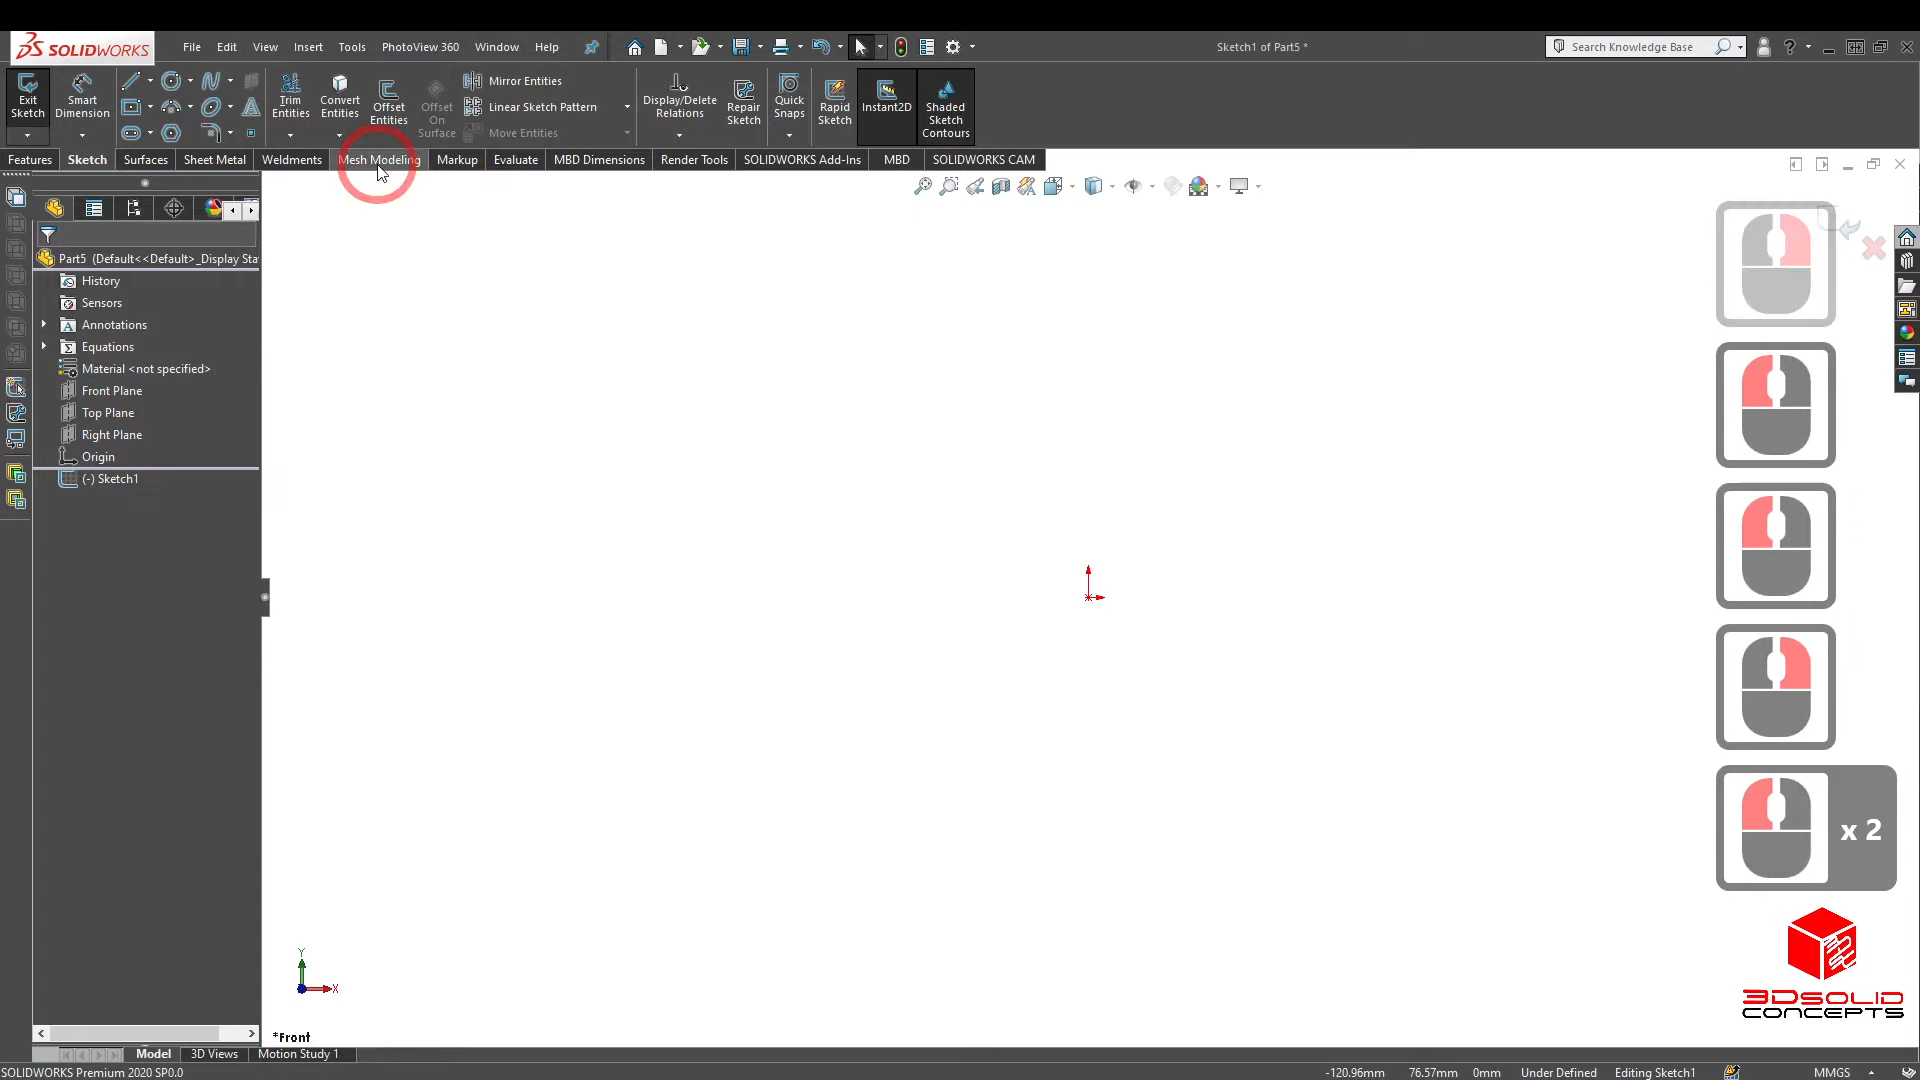 SOLIDWORKS File Edit View Insert Tools PhotoView 360 Window Help Sketch1 of Part5 * Search Knowledge Base ?
Exit Sketch
Smart Dimension
Trim Entities
Convert Entities
Offset Entities
Offset On Surface
Mirror Entities
Linear Sketch Pattern
Move Entities
Display/Delete Relations
Repair Sketch
Quick Snaps
Rapid Sketch
Instant2D
Shaded Sketch Contours
Features Sketch Surfaces Sheet Metal Weldments Mesh Modeling Markup Evaluate MBD Dimensions Render Tools SOLIDWORKS Add-Ins MBD SOLIDWORKS CAM
Part5 (Default<<Default>_Display Sta
History
Sensors
Annotations
Equations
Material <not specified>
Front Plane
Top Plane
Right Plane
Origin
(-) Sketch1
x 2
Y
X
*Front
3DSOLID
CONCEPTS
Model 3D Views Motion Study 1
SOLIDWORKS Premium 2020 SP0.0 -120.96mm 76.57mm 0mm Under Defined Editing Sketch1 MMGS